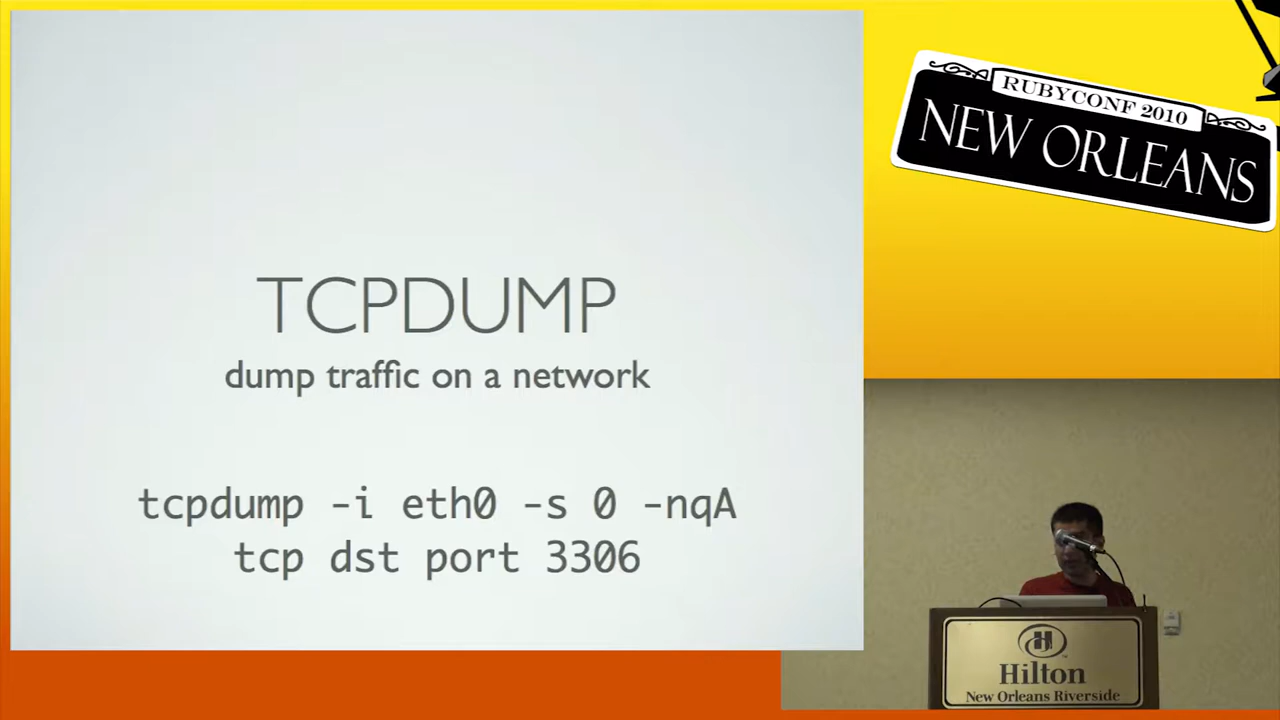 TCPDUMP
dump traffic on a network
tcpdump -i eth0 -s 0 -nqA
tcp dst port 3306
RUBYCONF 2010
NEW ORLEANS
Hilton
New Orleans Riverside